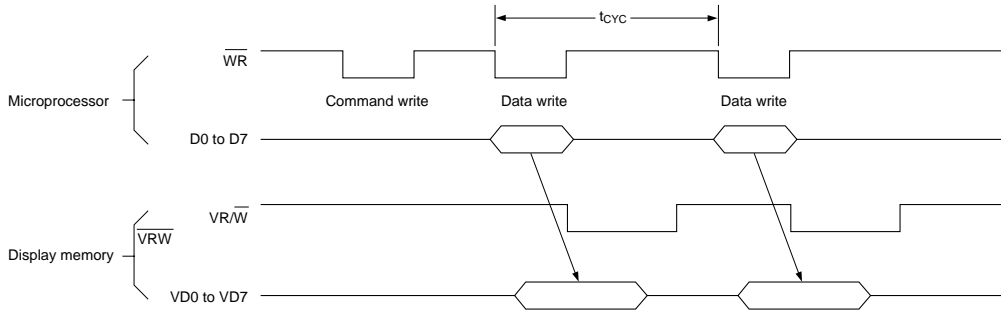 tCYC
WR
Microprocessor
Command write
Data write
Data write
D0 to D7
VR/W
VRW
Display memory
VD0 to VD7